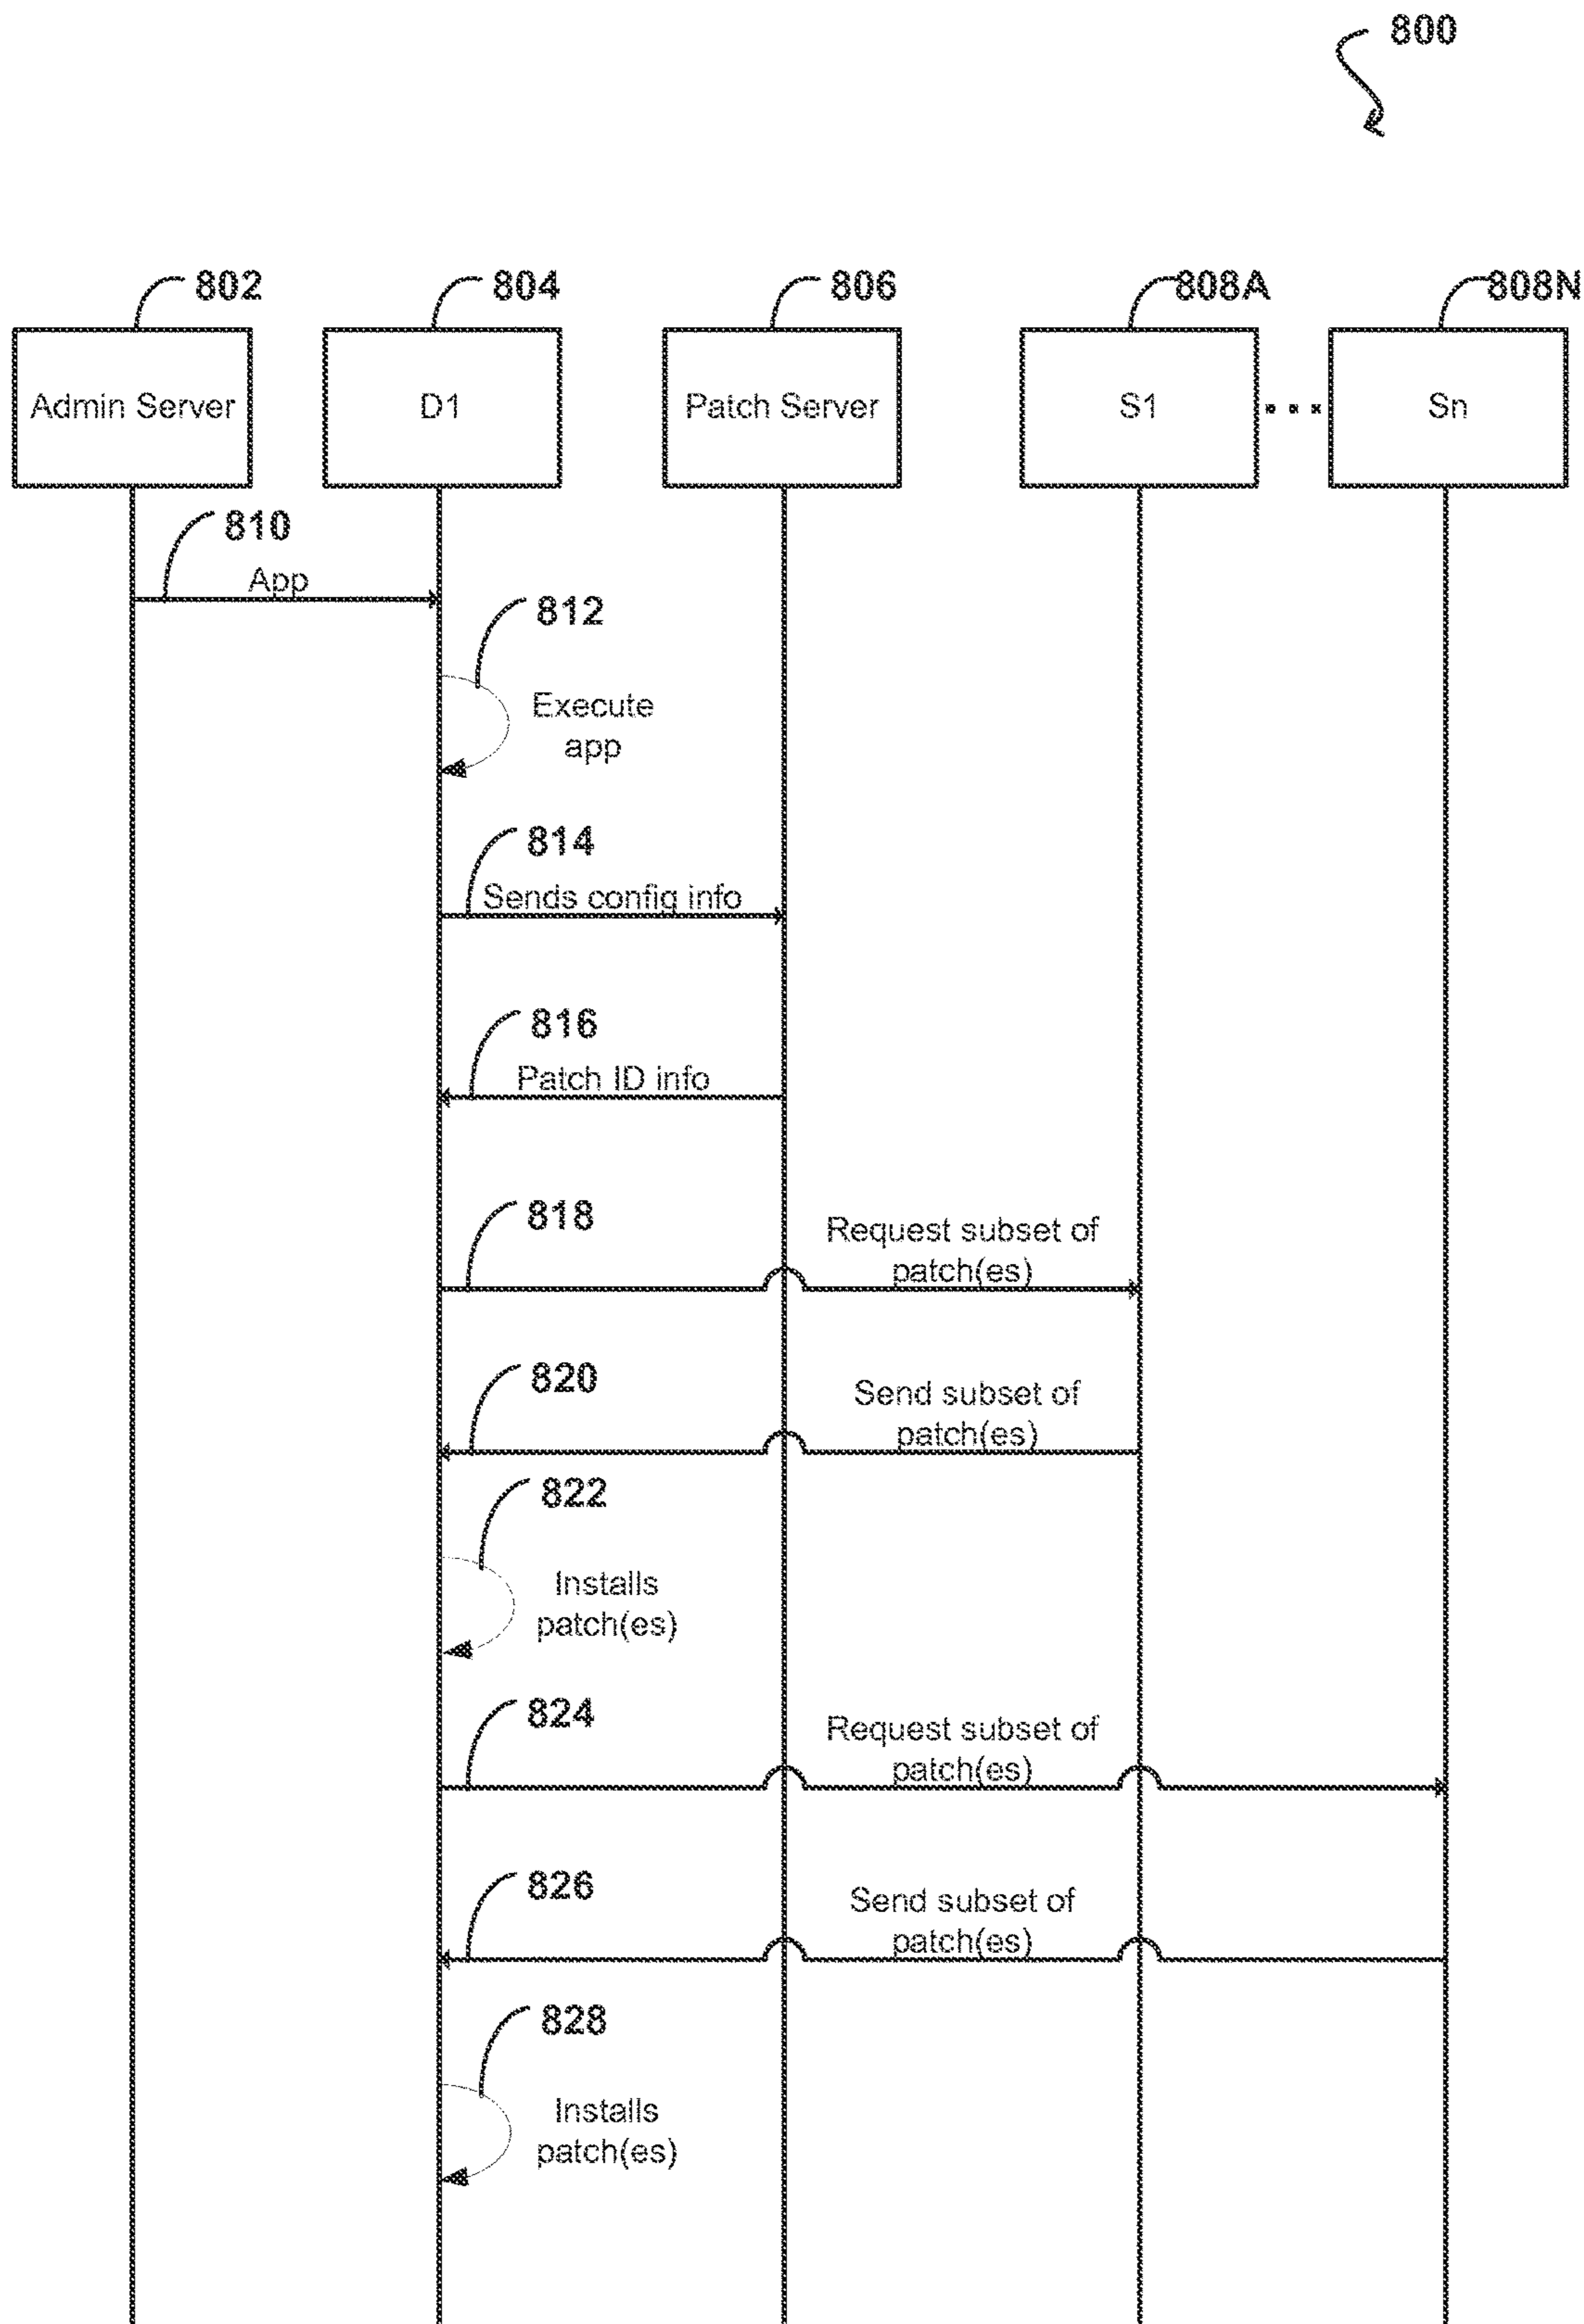 800
802
804
806
808A
808N
Admin Server
D1
Patch Server
S1
...
Sn
810
App
812
Execute
app
814
Sends config info
816
Patch ID info
818
Request subset of
patch(es)
820
Send subset of
patch(es)
822
Installs
patch(es)
824
Request subset of
patch(es)
826
Send subset of
patch(es)
828
Installs
patch(es)